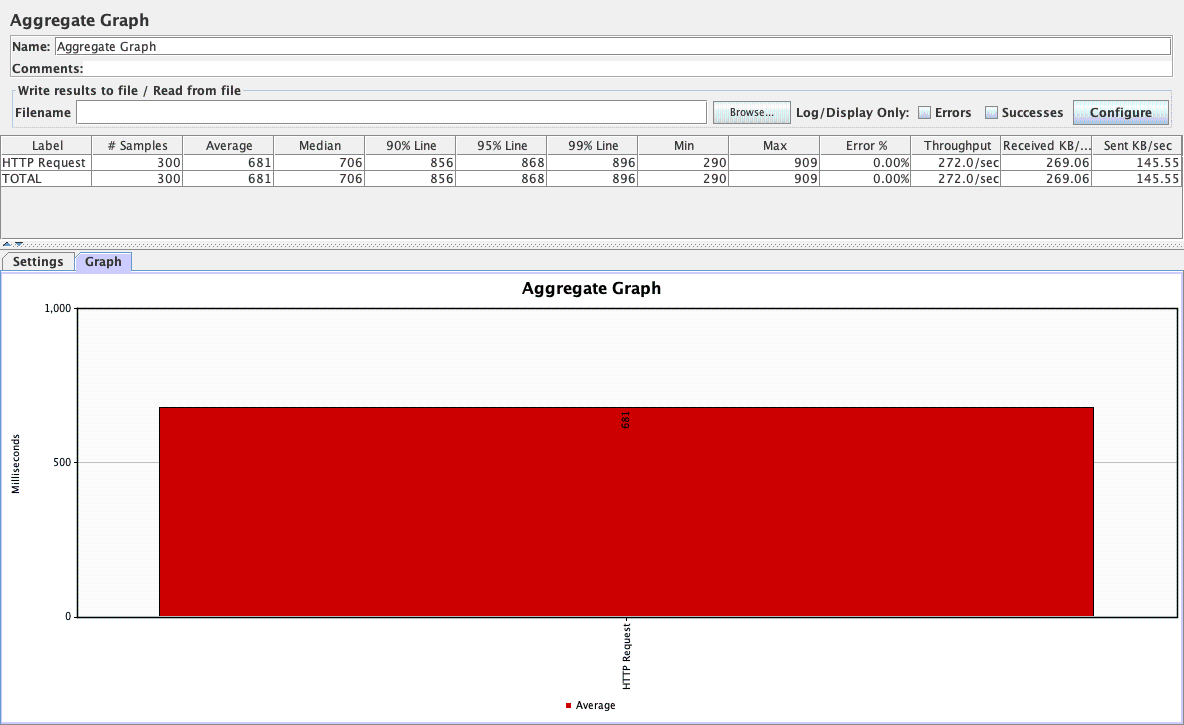 Aggregate Graph
Name: Aggregate Graph
Comments:
Write results to file / Read from file
Filename Browse... Log/Display Only: Errors Successes Configure
Label # Samples Average Median 90% Line 95% Line 99% Line Min Max Error % Throughput Received KB/... Sent KB/sec
HTTP Request 300 681 706 856 868 896 290 909 0.00% 272.0/sec 269.06 145.55
TOTAL 300 681 706 856 868 896 290 909 0.00% 272.0/sec 269.06 145.55
Settings Graph
Aggregate Graph
1,000
681
Milliseconds
500
0
HTTP Request
Average